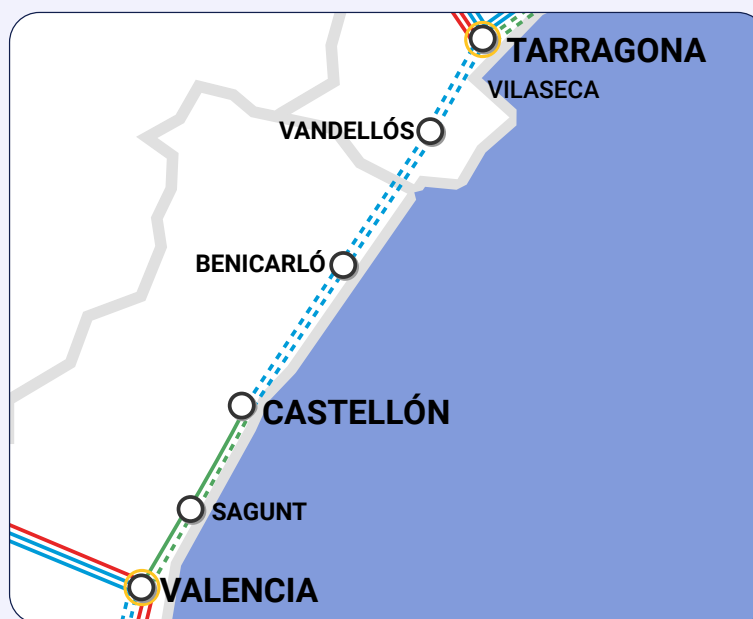 TARRAGONA
VILASECA
VANDELLÓS
BENICARLÓ
CASTELLÓN
SAGUNT
VALENCIA